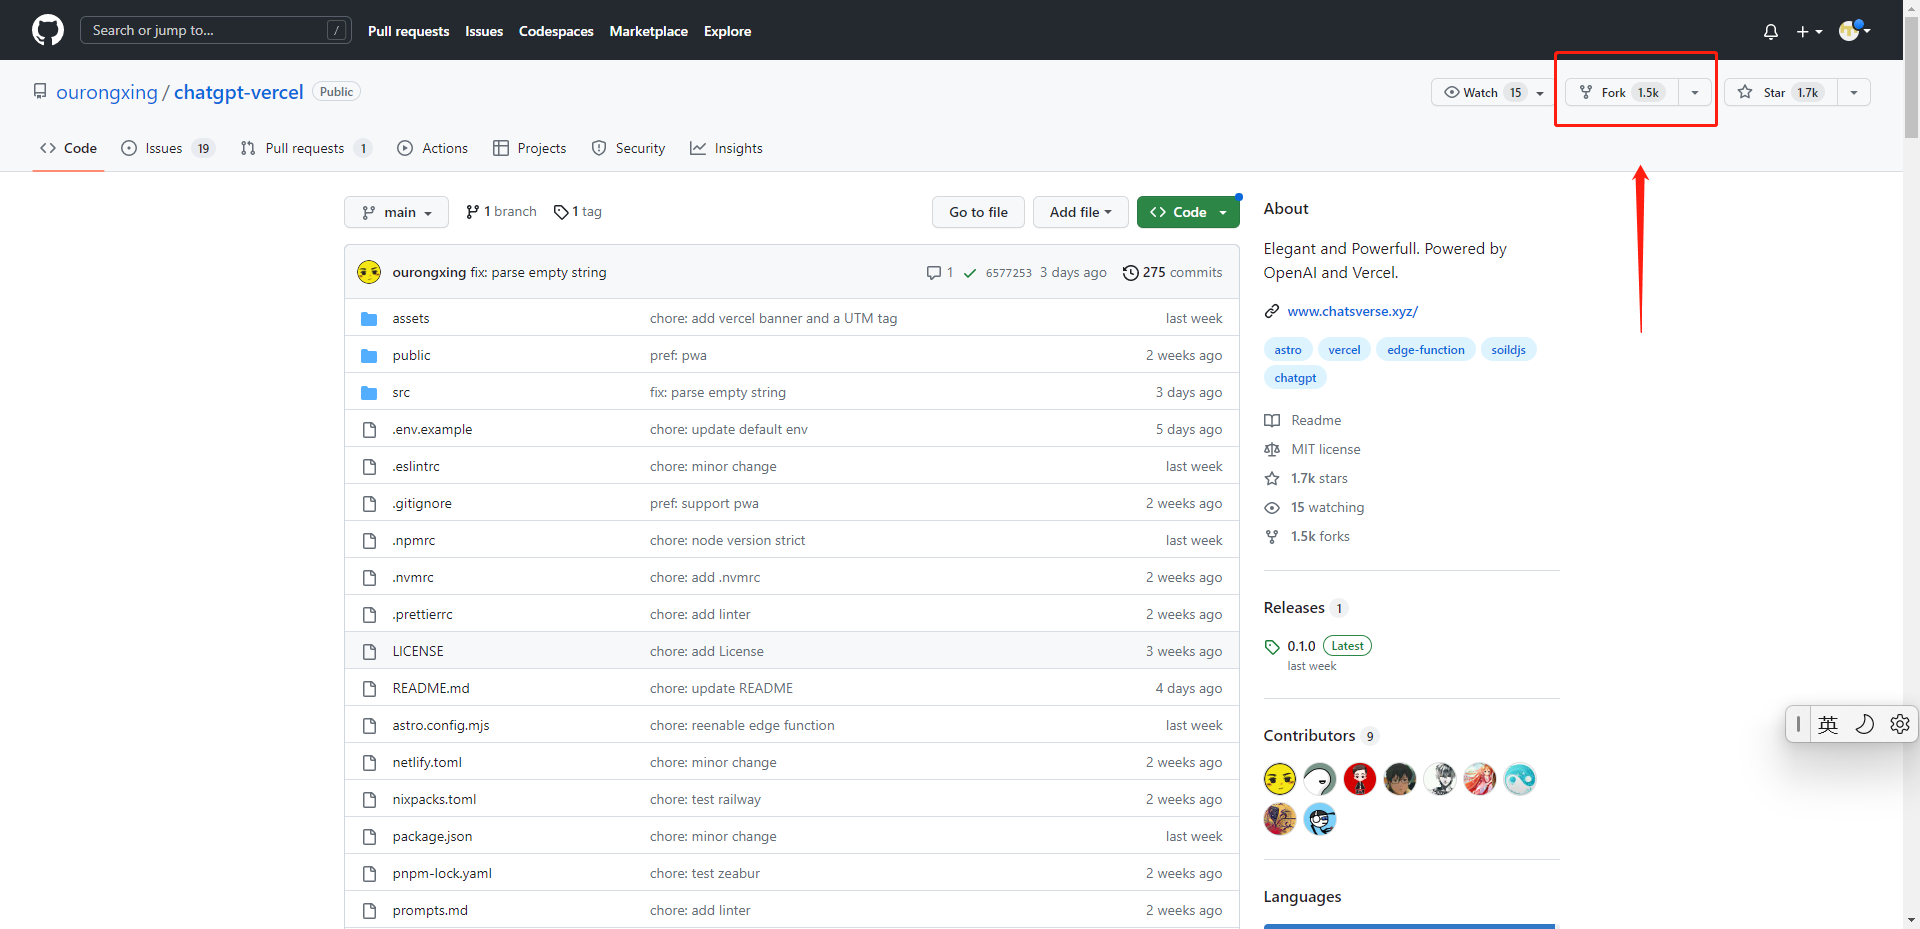 Search or jump to... /
Pull requests Issues Codespaces Marketplace Explore
ourongxing / chatgpt-vercel Public
Watch 15 Fork 1.5k Star 1.7k
Code Issues 19 Pull requests 1 Actions Projects Security Insights
main 1 branch 1 tag Go to file Add file Code
ourongxing fix: parse empty string 1 6577253 3 days ago 275 commits
assets chore: add vercel banner and a UTM tag last week
public pref: pwa 2 weeks ago
src fix: parse empty string 3 days ago
.env.example chore: update default env 5 days ago
.eslintrc chore: minor change last week
.gitignore pref: support pwa 2 weeks ago
.npmrc chore: node version strict last week
.nvmrc chore: add .nvmrc 2 weeks ago
.prettierrc chore: add linter 2 weeks ago
LICENSE chore: add License 3 weeks ago
README.md chore: update README 4 days ago
astro.config.mjs chore: reenable edge function last week
netlify.toml chore: minor change 2 weeks ago
nixpacks.toml chore: test railway 2 weeks ago
package.json chore: minor change last week
pnpm-lock.yaml chore: test zeabur 2 weeks ago
prompts.md chore: add linter 2 weeks ago
About
Elegant and Powerfull. Powered by
OpenAI and Vercel.
www.chatsverse.xyz/
astro vercel edge-function soildjs
chatgpt
Readme
MIT license
1.7k stars
15 watching
1.5k forks
Releases 1
0.1.0 Latest
last week
Contributors 9
Languages
英